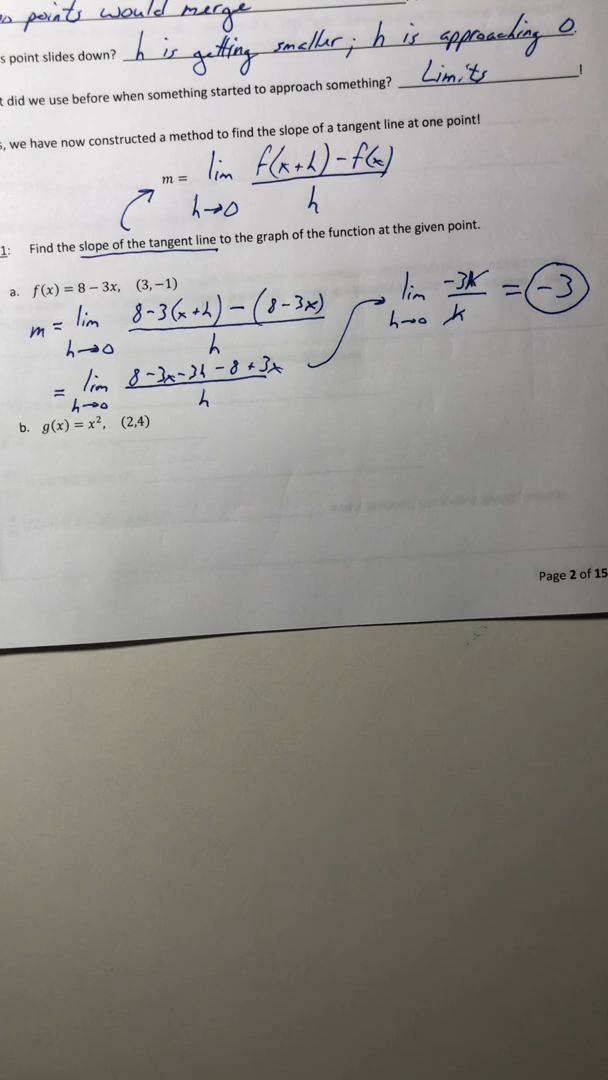 points would merge
s point slides down? h is getting smaller; h is approaching 0.
t did we use before when something started to approach something? Limits !
s, we have now constructed a method to find the slope of a tangent line at one point!
m = lim h→0 f(x+h)-f(x) / h
1: Find the slope of the tangent line to the graph of the function at the given point.
a. f(x) = 8 − 3x, (3,−1)
m = lim h→0 8-3(x+h) - (8-3x) / h
= lim h→0 8-3x-3h-8+3x / h
lim h→0 -3h / h = -3
b. g(x) = x², (2,4)
Page 2 of 15